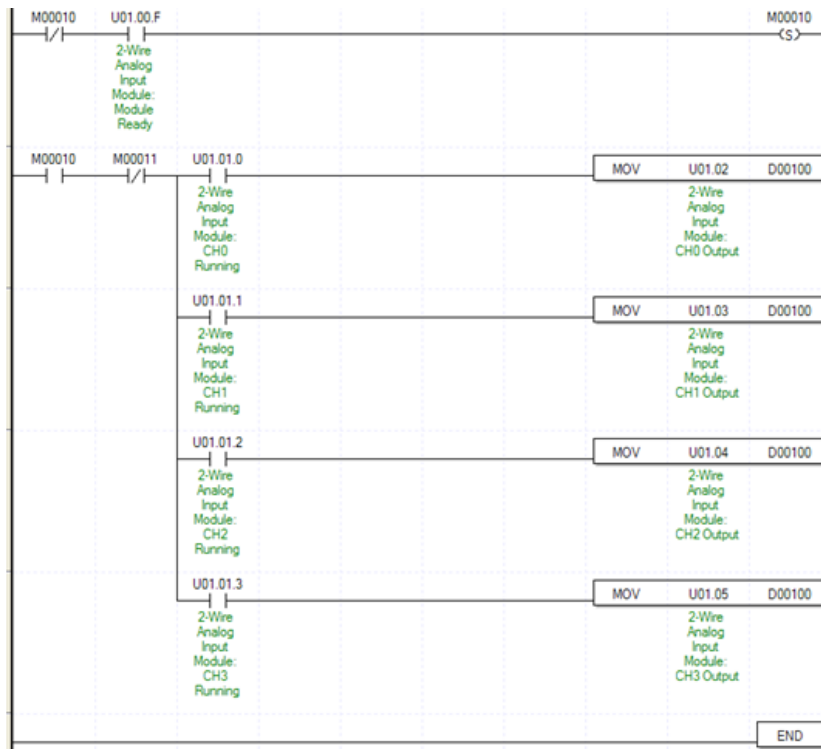 M00010 U01.00.F M00010
S
2-Wire
Analog
Input
Module:
Module
Ready
M00010 M00011 U01.01.0
MOV U01.02 D00100
2-Wire 2-Wire
Analog Analog
Input Input
Module: Module:
CH0 CH0 Output
Running
U01.01.1
MOV U01.03 D00100
2-Wire 2-Wire
Analog Analog
Input Input
Module: Module:
CH1 CH1 Output
Running
U01.01.2
MOV U01.04 D00100
2-Wire 2-Wire
Analog Analog
Input Input
Module: Module:
CH2 CH2 Output
Running
U01.01.3
MOV U01.05 D00100
2-Wire 2-Wire
Analog Analog
Input Input
Module: Module:
CH3 CH3 Output
Running
END